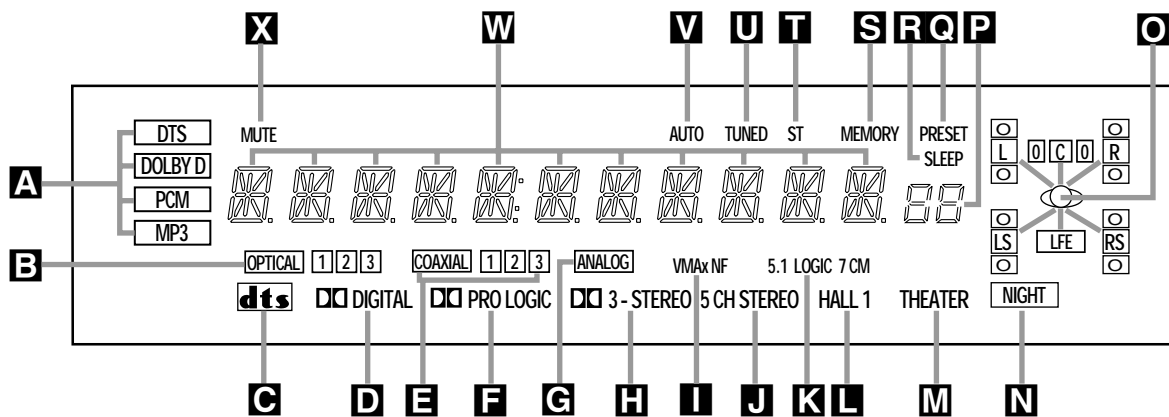 X W V U T S R Q P O
DTS MUTE AUTO TUNED ST MEMORY PRESET
SLEEP
L 0 C 0 R
A DOLBY D
PCM
MP3
LS LFE RS
B OPTICAL 1 2 3 COAXIAL 1 2 3 ANALOG VMAx NF 5.1 LOGIC 7 CM
dts DIGITAL PRO LOGIC 3 - STEREO 5 CH STEREO HALL 1 THEATER NIGHT
C D E F G H I J K L M N